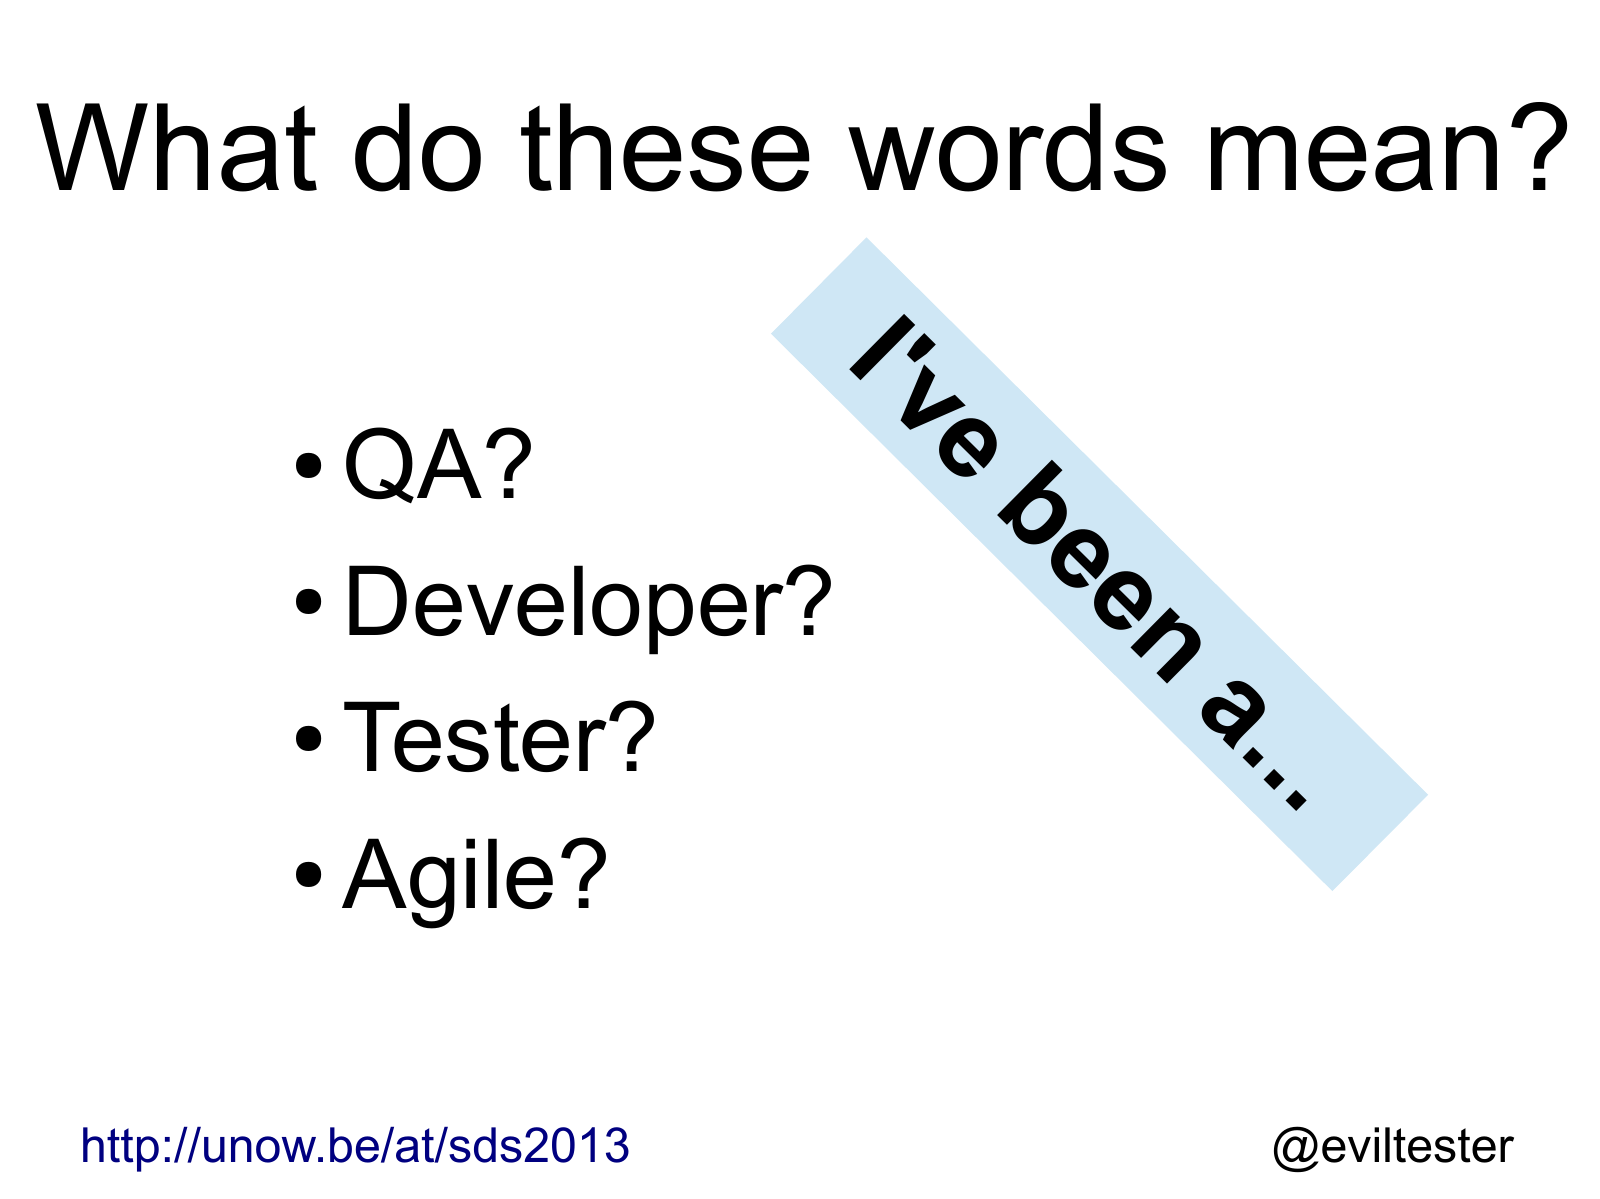 What do these words mean?
I've been a...
• QA?
• Developer?
• Tester?
• Agile?
http://unow.be/at/sds2013
@eviltester